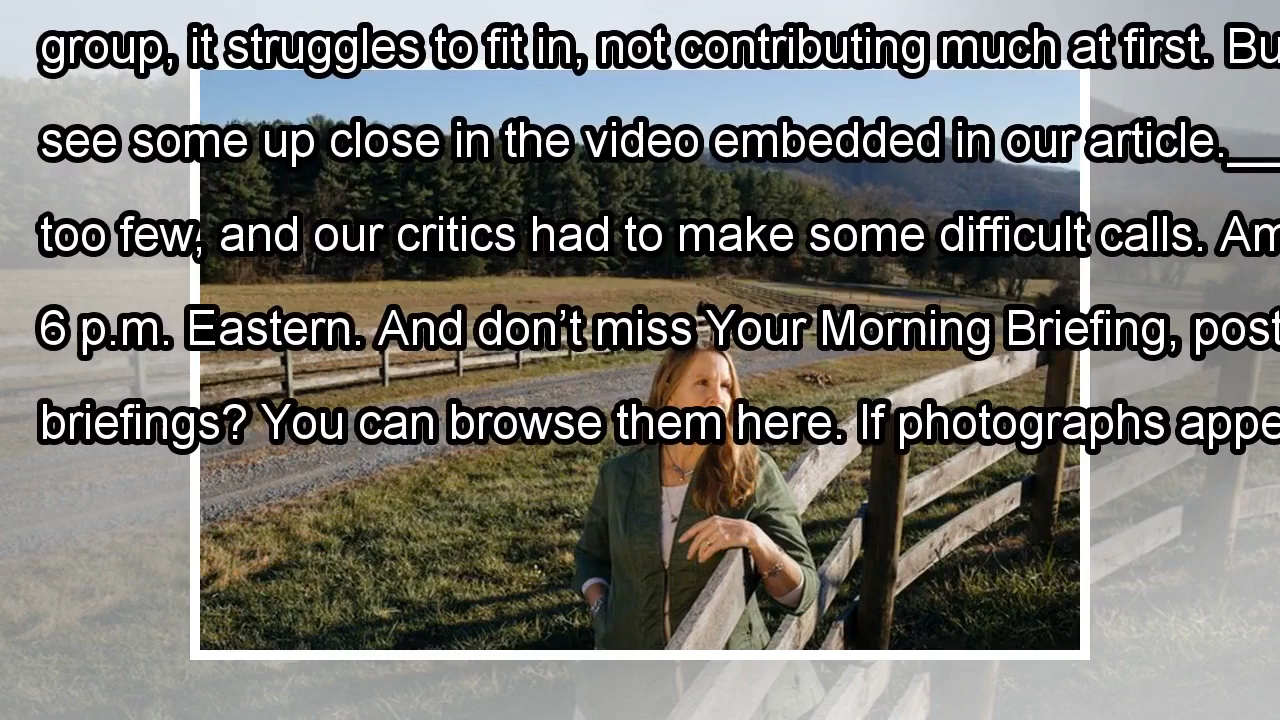 group, it struggles to fit in, not contributing much at first. Bu
see some up close in the video embedded in our article.__
too few, and our critics had to make some difficult calls. Am
6 p.m. Eastern. And don’t miss Your Morning Briefing, post
briefings? You can browse them here. If photographs appe